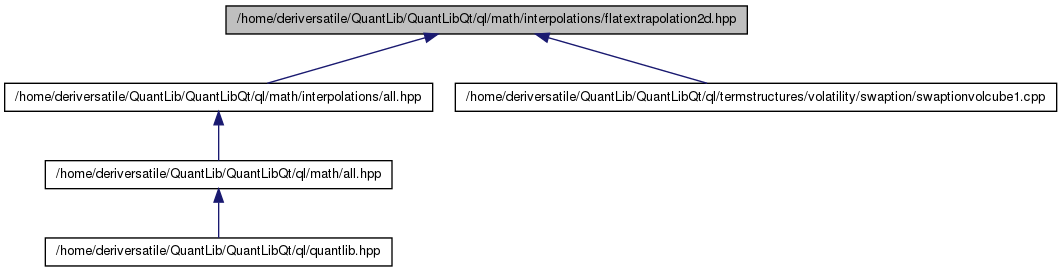 /home/deriversatile/QuantLib/QuantLibQt/ql/math/interpolations/flatextrapolation2d.hpp
/home/deriversatile/QuantLib/QuantLibQt/ql/math/interpolations/all.hpp
/home/deriversatile/QuantLib/QuantLibQt/ql/termstructures/volatility/swaption/swaptionvolcube1.cpp
/home/deriversatile/QuantLib/QuantLibQt/ql/math/all.hpp
/home/deriversatile/QuantLib/QuantLibQt/ql/quantlib.hpp